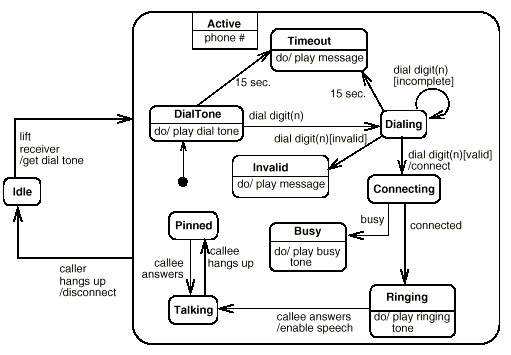 Active
phone #
Timeout
do/ play message
15 sec.
15 sec.
dial digit(n)
[incomplete]
DialTone
do/ play dial tone
dial digit(n)
Dialing
lift
receiver
/get dial tone
dial digit(n)[invalid]
Invalid
do/ play message
dial digit(n)[valid]
/connect
Idle
Connecting
Pinned
Busy
do/ play busy
tone
busy
connected
callee
answers
callee
hangs up
caller
hangs up
/disconnect
Talking
callee answers
/enable speech
Ringing
do/ play ringing
tone